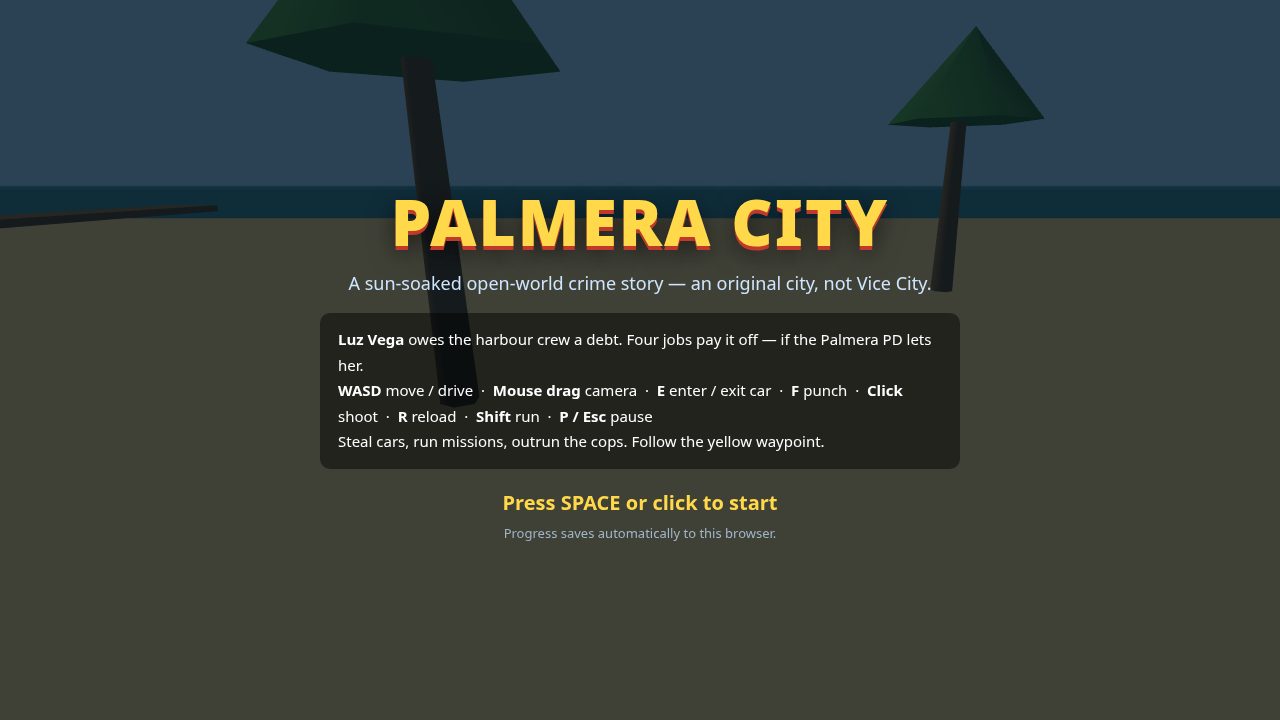 PALMERA CITY
A sun-soaked open-world crime story — an original city, not Vice City.
Luz Vega owes the harbour crew a debt. Four jobs pay it off — if the Palmera PD lets
her.
WASD move / drive · Mouse drag camera · E enter / exit car · F punch · Click
shoot · R reload · Shift run · P / Esc pause
Steal cars, run missions, outrun the cops. Follow the yellow waypoint.
Press SPACE or click to start
Progress saves automatically to this browser.